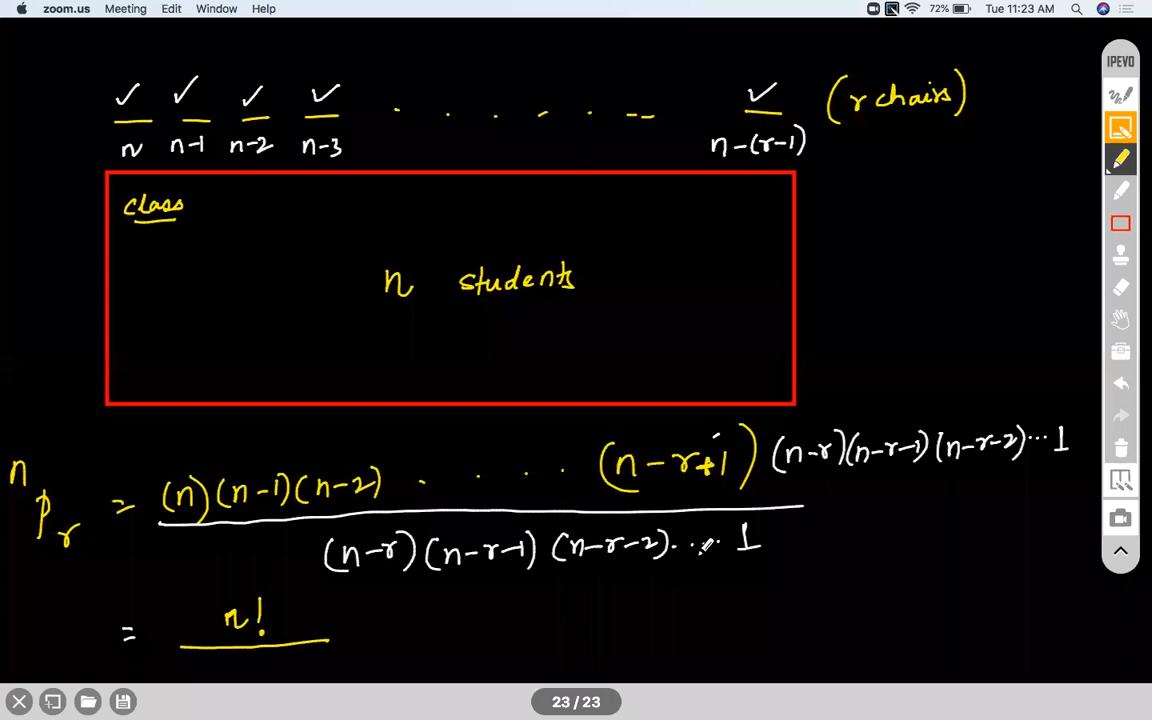 zoom.us Meeting Edit Window Help 72% Tue 11:23 AM
IPEVO
✓ ✓ ✓ ✓ . . . . . ✓ (r chairs)
n n-1 n-2 n-3 n-(r-1)
class
n students
nPr = (n)(n-1)(n-2) . . . . (n-r+1) (n-r)(n-r-1)(n-r-2)...1
(n-r)(n-r-1)(n-r-2)....1
= n!
23 / 23